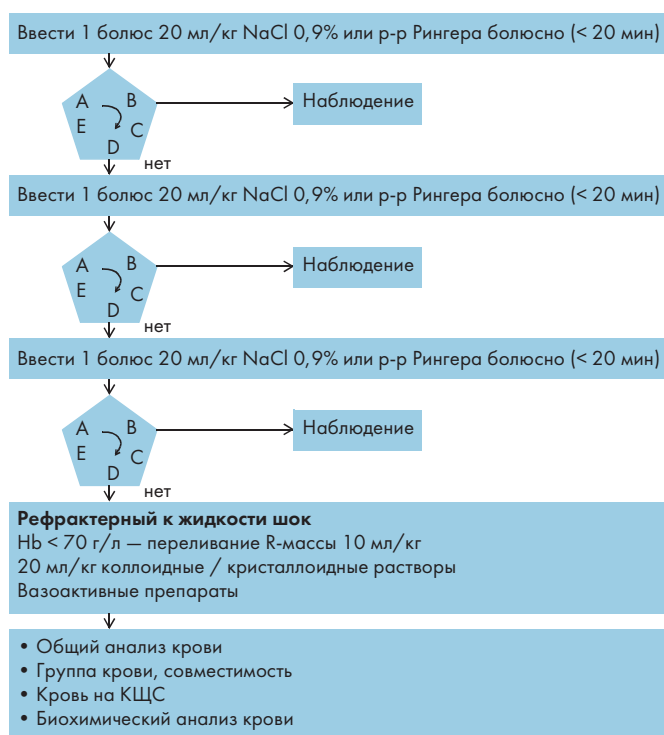 Ввести 1 болюс 20 мл/кг NaCl 0,9% или р-р Рингера болюсно (< 20 мин)
A B
E C
D
Наблюдение
нет
Ввести 1 болюс 20 мл/кг NaCl 0,9% или р-р Рингера болюсно (< 20 мин)
A B
E C
D
Наблюдение
нет
Ввести 1 болюс 20 мл/кг NaCl 0,9% или р-р Рингера болюсно (< 20 мин)
A B
E C
D
Наблюдение
нет
Рефрактерный к жидкости шок
Hb < 70 г/л — переливание R-массы 10 мл/кг
20 мл/кг коллоидные / кристаллоидные растворы
Вазоактивные препараты
• Общий анализ крови
• Группа крови, совместимость
• Кровь на КЩС
• Биохимический анализ крови